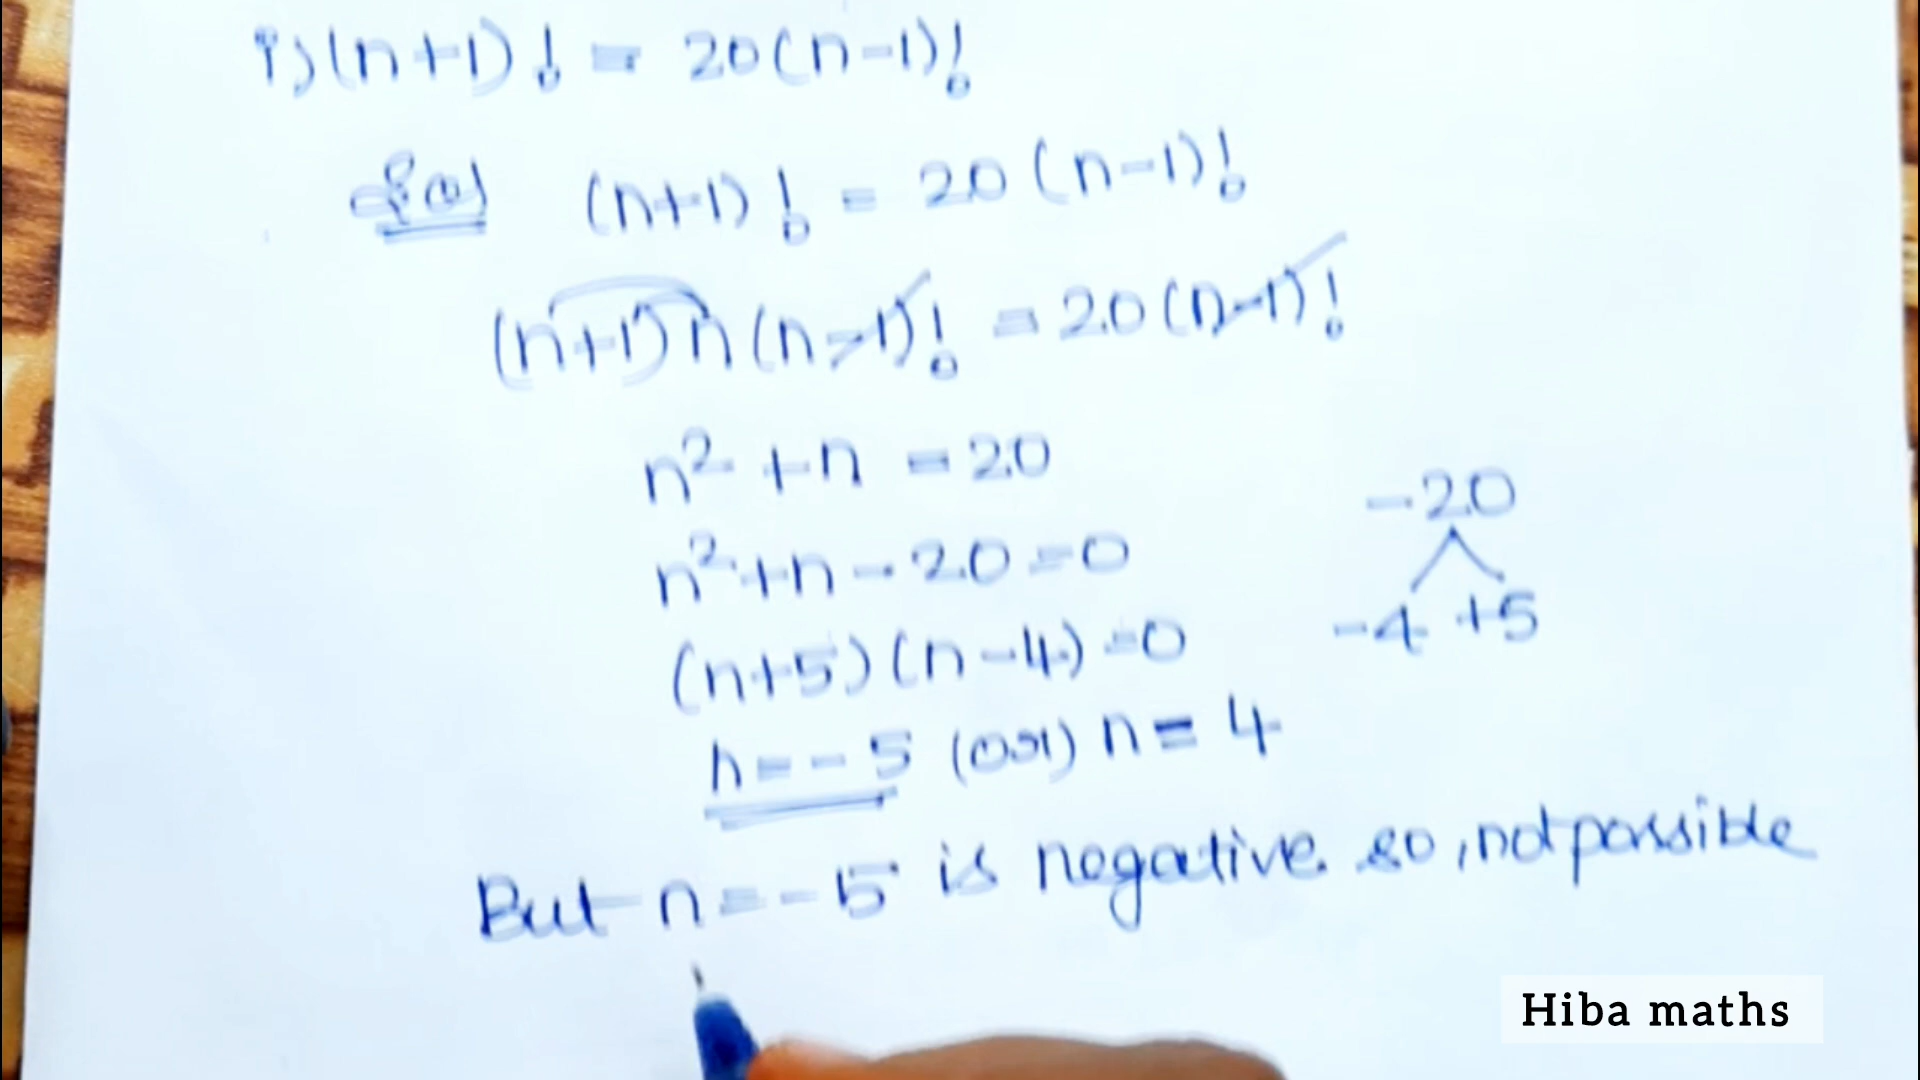 i) (n+1)! = 20(n-1)!
Sol (n+1)! = 20(n-1)!
(n+1)n(n-1)! = 20(n-1)!
n² + n = 20
n²+n-20=0
(n+5)(n-4)=0
n=-5 (or) n=4
-20
-4 +5
But n=-5 is negative so, not possible
Hiba maths